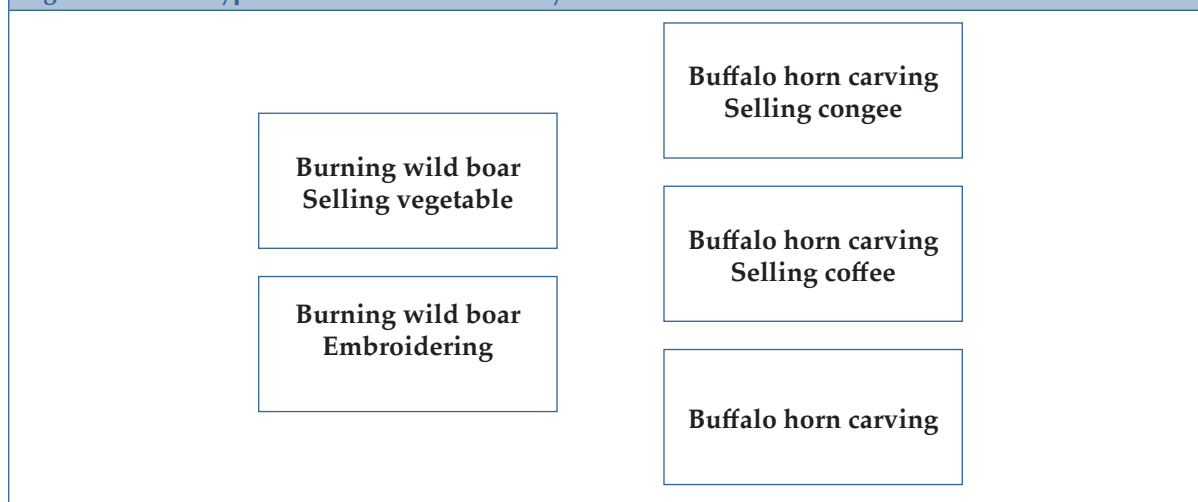 Burning wild boar
Selling vegetable
Burning wild boar
Embroidering
Buffalo horn carving
Selling congee
Buffalo horn carving
Selling coffee
Buffalo horn carving